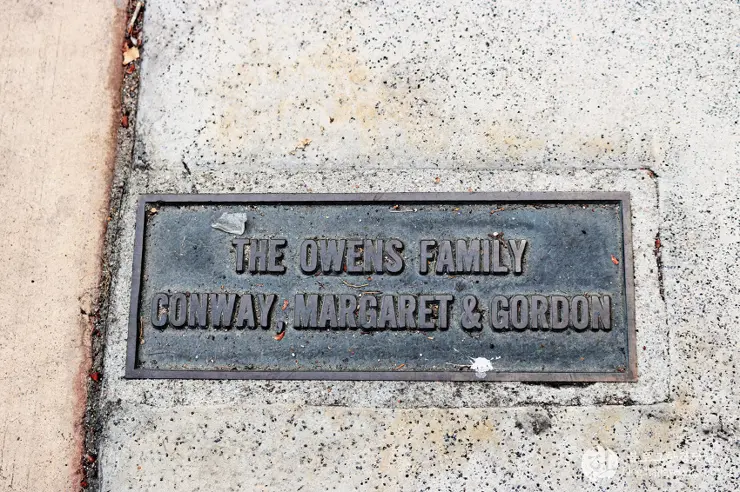 THE OWENS FAMILY
CONWAY, MARGARET & GORDON